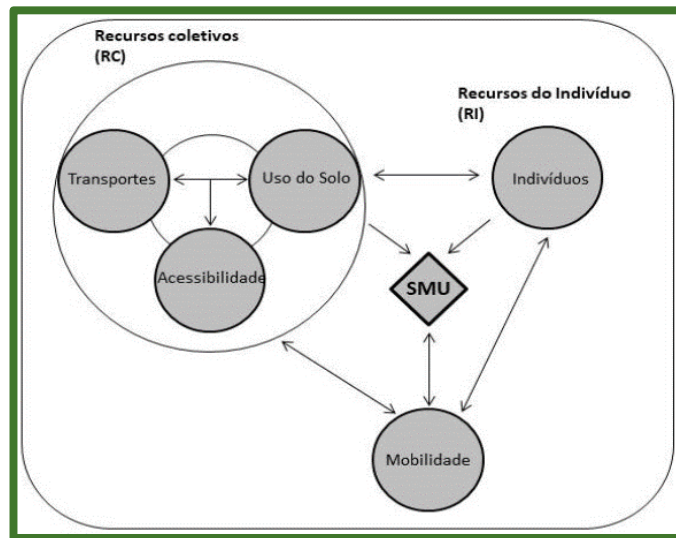 Recursos coletivos
(RC)
Recursos do Indivíduo
(RI)
Transportes
Uso do Solo
Indivíduos
Acessibilidade
SMU
Mobilidade